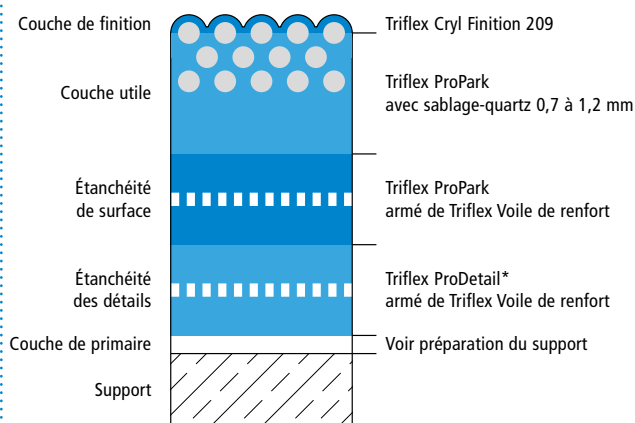 Couche de finition
Triflex Cryl Finition 209
Couche utile
Triflex ProPark
avec sablage-quartz 0,7 à 1,2 mm
Étanchéité
de surface
Triflex ProPark
armé de Triflex Voile de renfort
Étanchéité
des détails
Triflex ProDetail*
armé de Triflex Voile de renfort
Couche de primaire
Voir préparation du support
Support